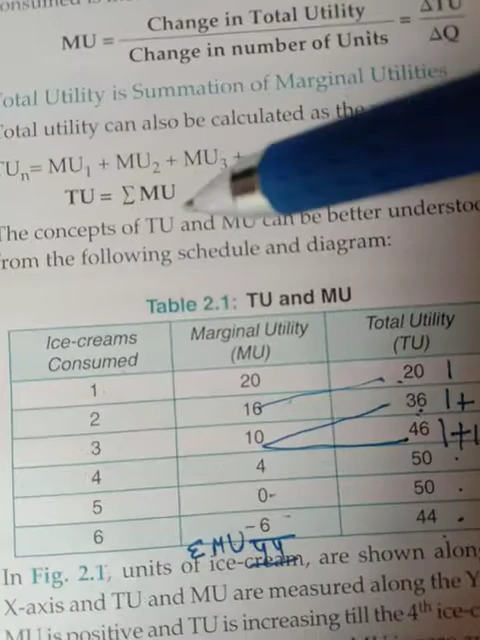 MU = Change in Total Utility / Change in number of Units = ΔTU / ΔQ
Total Utility is Summation of Marginal Utilities
Total utility can also be calculated as the
TUn = MU1 + MU2 + MU3 +
TU = ΣMU
The concepts of TU and MU can be better understoo
from the following schedule and diagram:
Table 2.1: TU and MU
Ice-creams Consumed Marginal Utility (MU) Total Utility (TU)
1 20 20 1
2 16 36 1+
3 10 46 1+1
4 4 50
5 0 50
6 -6 44
ΣMU
In Fig. 2.1, units of ice-cream, are shown along
X-axis and TU and MU are measured along the Y
MU is positive and TU is increasing till the 4th ice-c